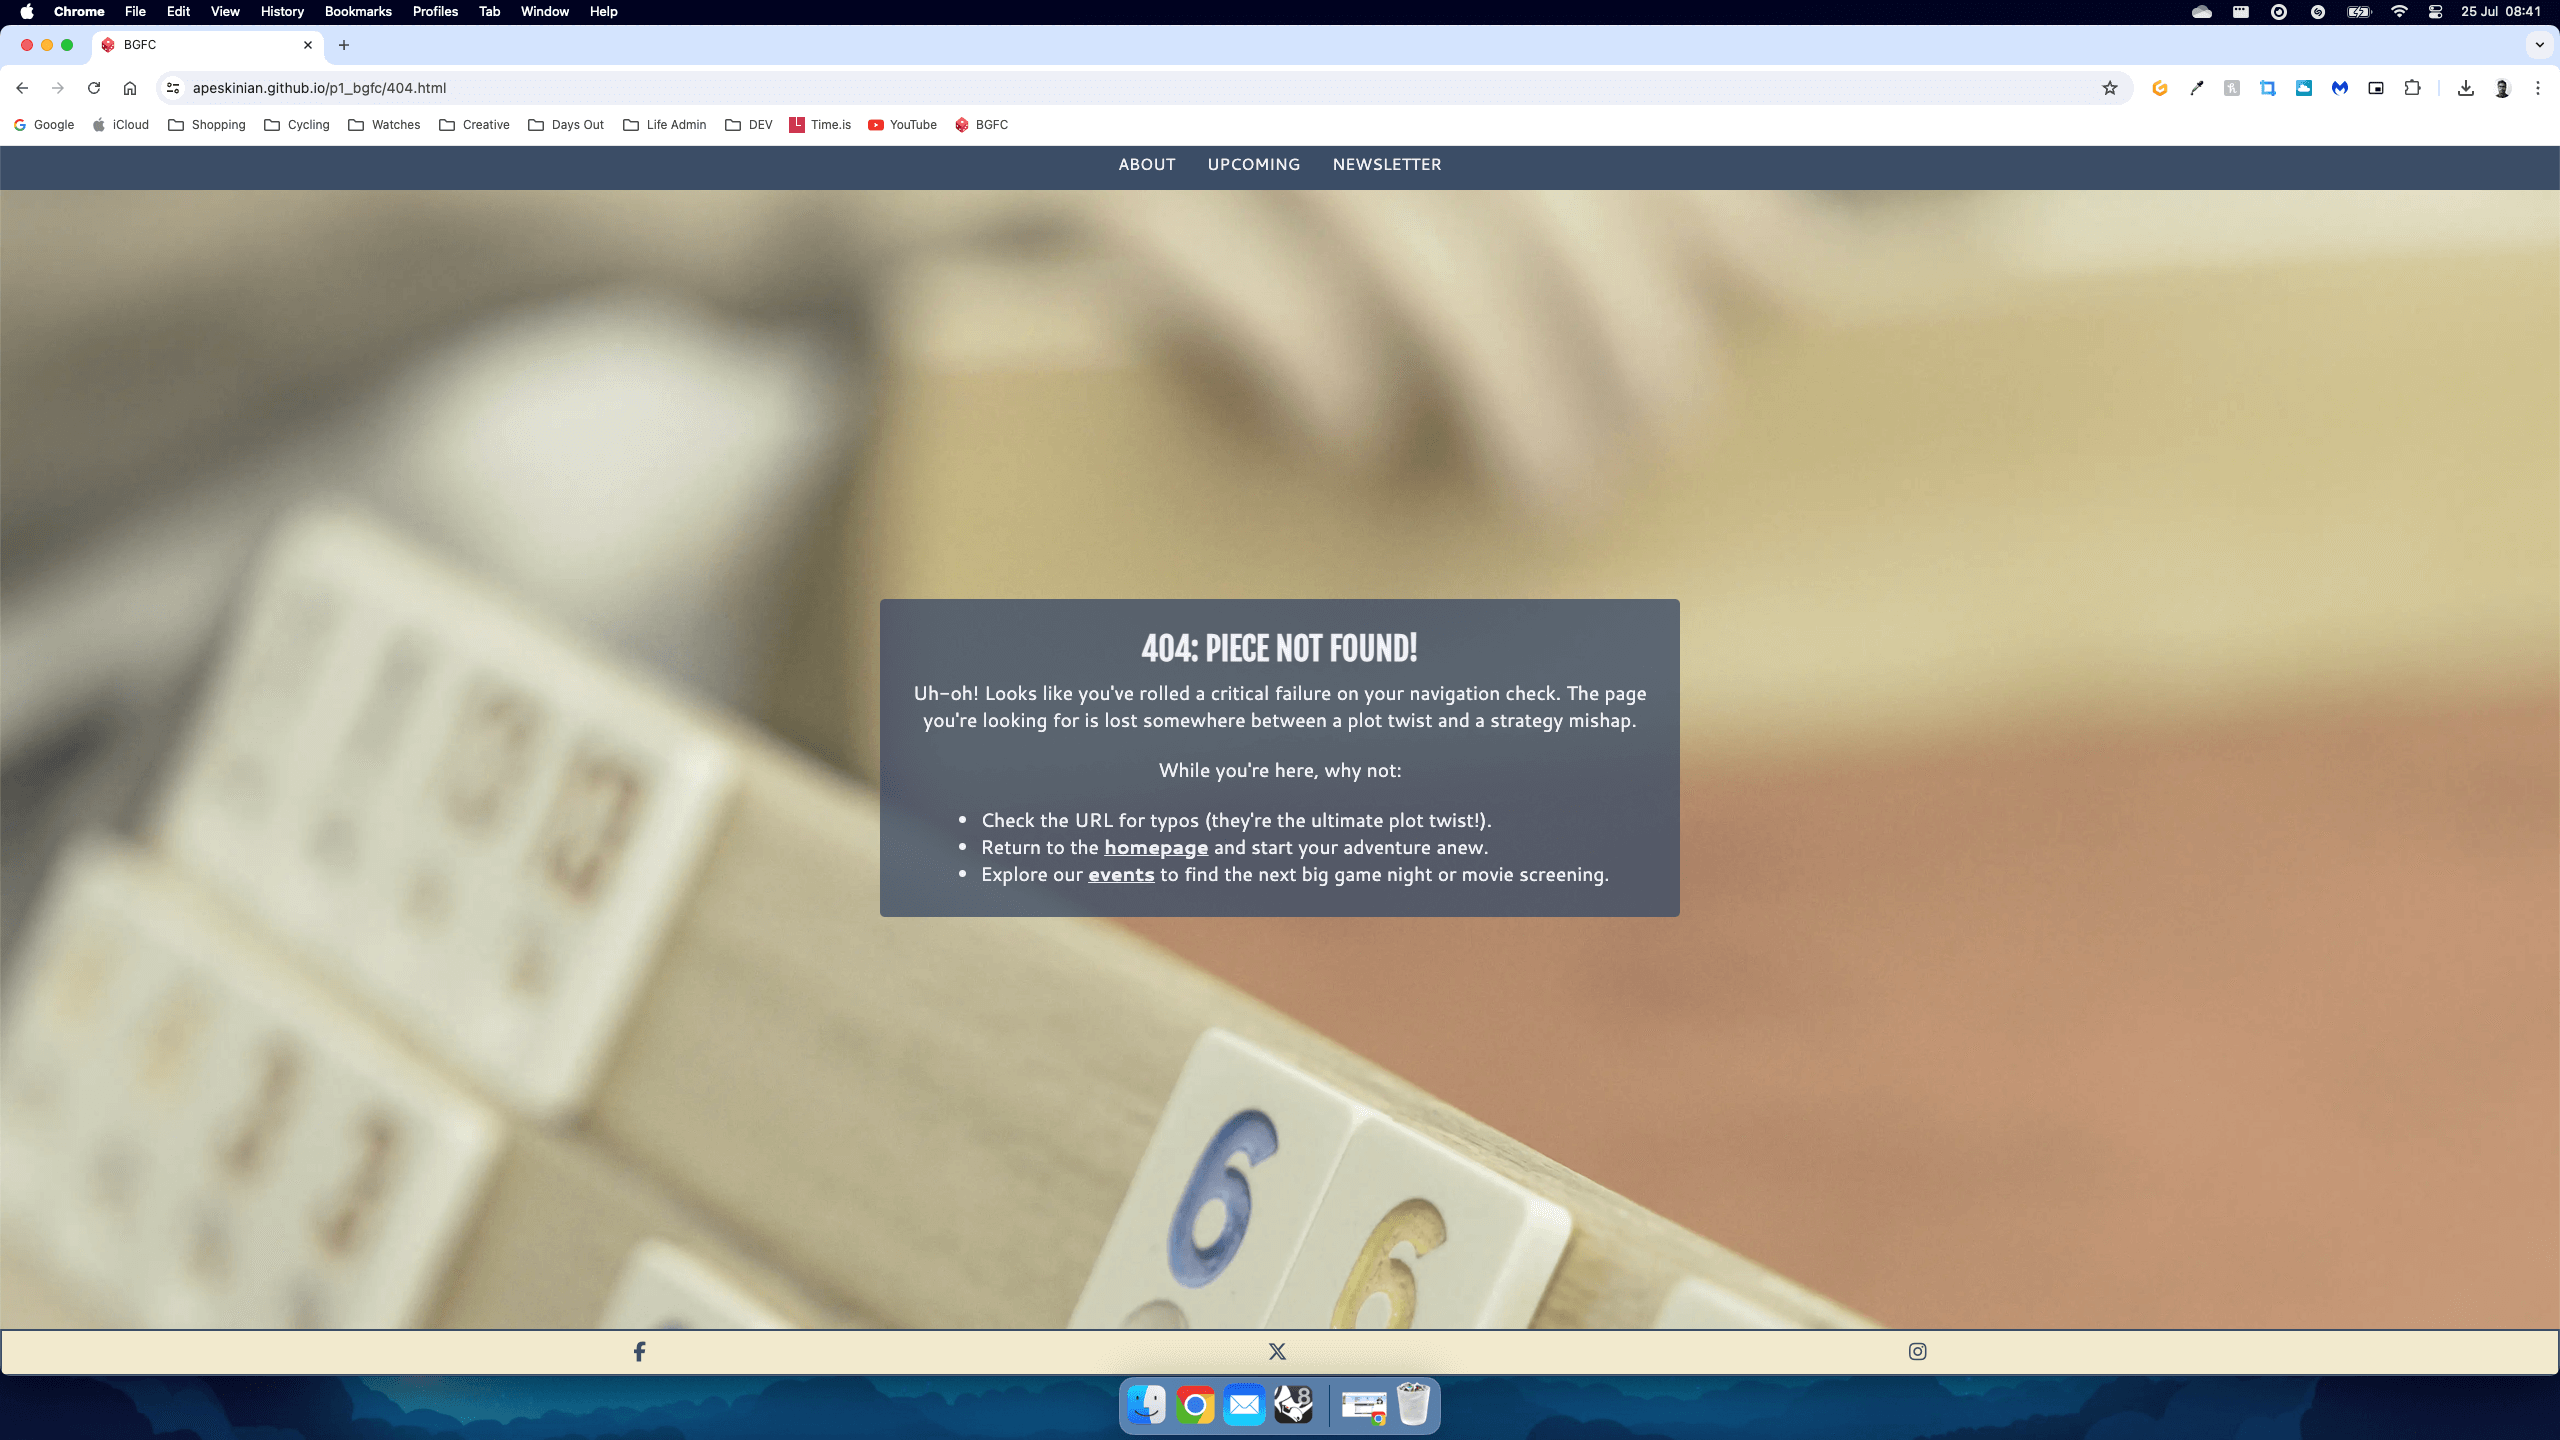 Chrome File Edit View History Bookmarks Profiles Tab Window Help 25 Jul 08:41
BGFC
apeskinian.github.io/p1_bgfc/404.html
Google iCloud Shopping Cycling Watches Creative Days Out Life Admin DEV Time.is YouTube BGFC
ABOUT UPCOMING NEWSLETTER
404: PIECE NOT FOUND!
Uh-oh! Looks like you've rolled a critical failure on your navigation check. The page
you're looking for is lost somewhere between a plot twist and a strategy mishap.
While you're here, why not:
• Check the URL for typos (they're the ultimate plot twist!).
• Return to the homepage and start your adventure anew.
• Explore our events to find the next big game night or movie screening.
6 6
8